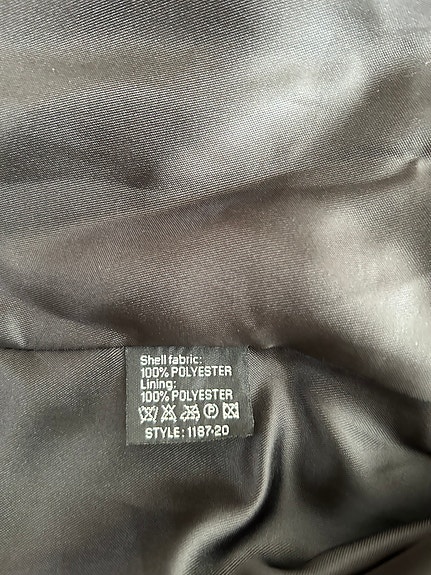 Shell fabric:
100% POLYESTER
Lining:
100% POLYESTER
P
STYLE: 1187-20